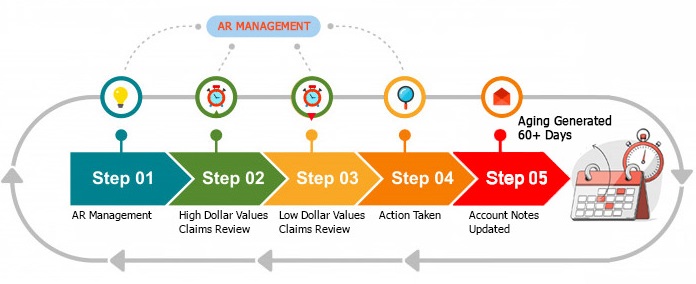 AR MANAGEMENT
Aging Generated
60+ Days
Step 01
Step 02
Step 03
Step 04
Step 05
AR Management
High Dollar Values
Claims Review
Low Dollar Values
Claims Review
Action Taken
Account Notes
Updated